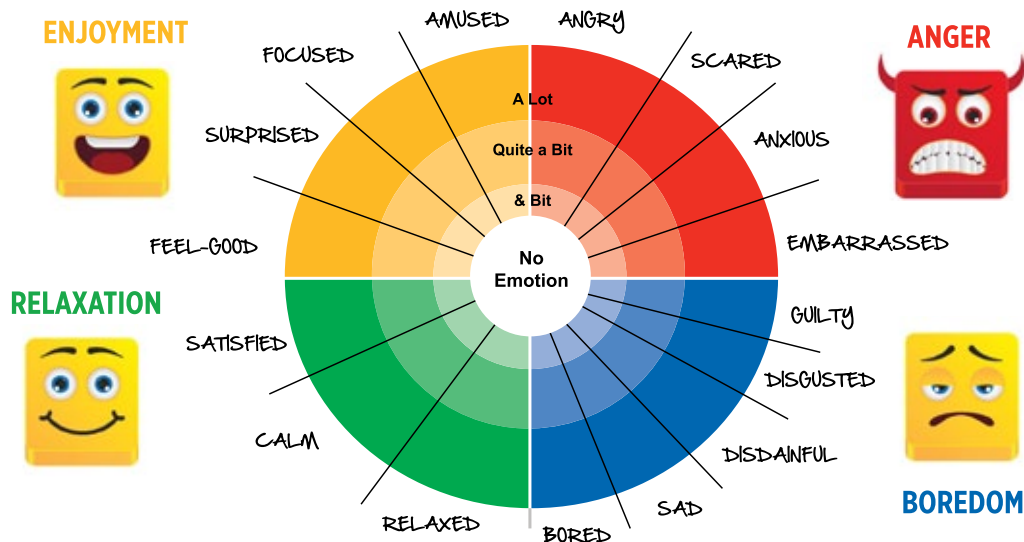 AMUSED
ANGRY
ENJOYMENT
ANGER
FOCUSED
SCARED
A Lot
SURPRISED
ANXIOUS
Quite a Bit
& Bit
FEEL-GOOD
EMBARRASSED
No
Emotion
RELAXATION
GUILTY
SATISFIED
DISGUSTED
CALM
DISDAINFUL
BOREDOM
SAD
RELAXED
BORED